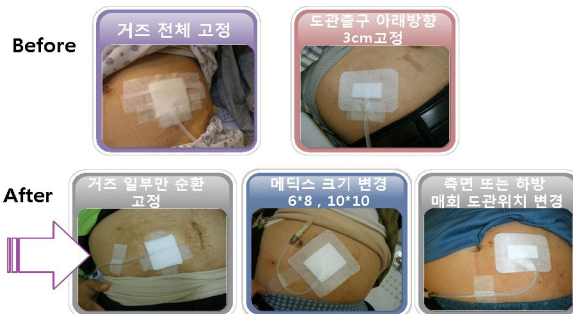 Before
거즈 전체 고정
도관출구 아래방향
3cm고정
After
거즈 일부만 순환
고정
메딕스 크기 변경
6*8 , 10*10
측면 또는 하방
매회 도관위치 변경